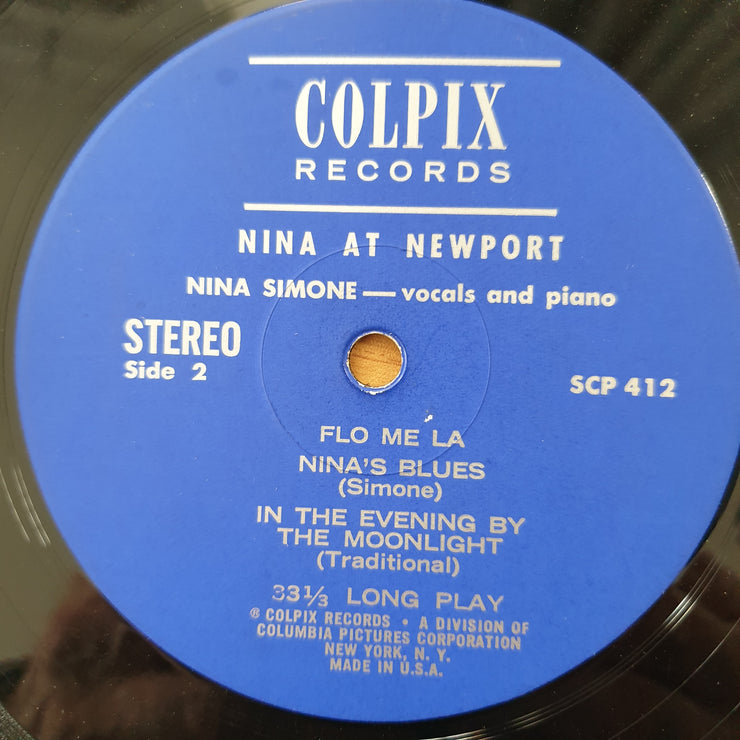 COLPIX
RECORDS
NINA AT NEWPORT
NINA SIMONE — vocals and piano
STEREO
Side 2
SCP 412
FLO ME LA
NINA'S BLUES
(Simone)
IN THE EVENING BY
THE MOONLIGHT
(Traditional)
33⅓ LONG PLAY
® COLPIX RECORDS • A DIVISION OF
COLUMBIA PICTURES CORPORATION
NEW YORK, N. Y.
MADE IN U.S.A.